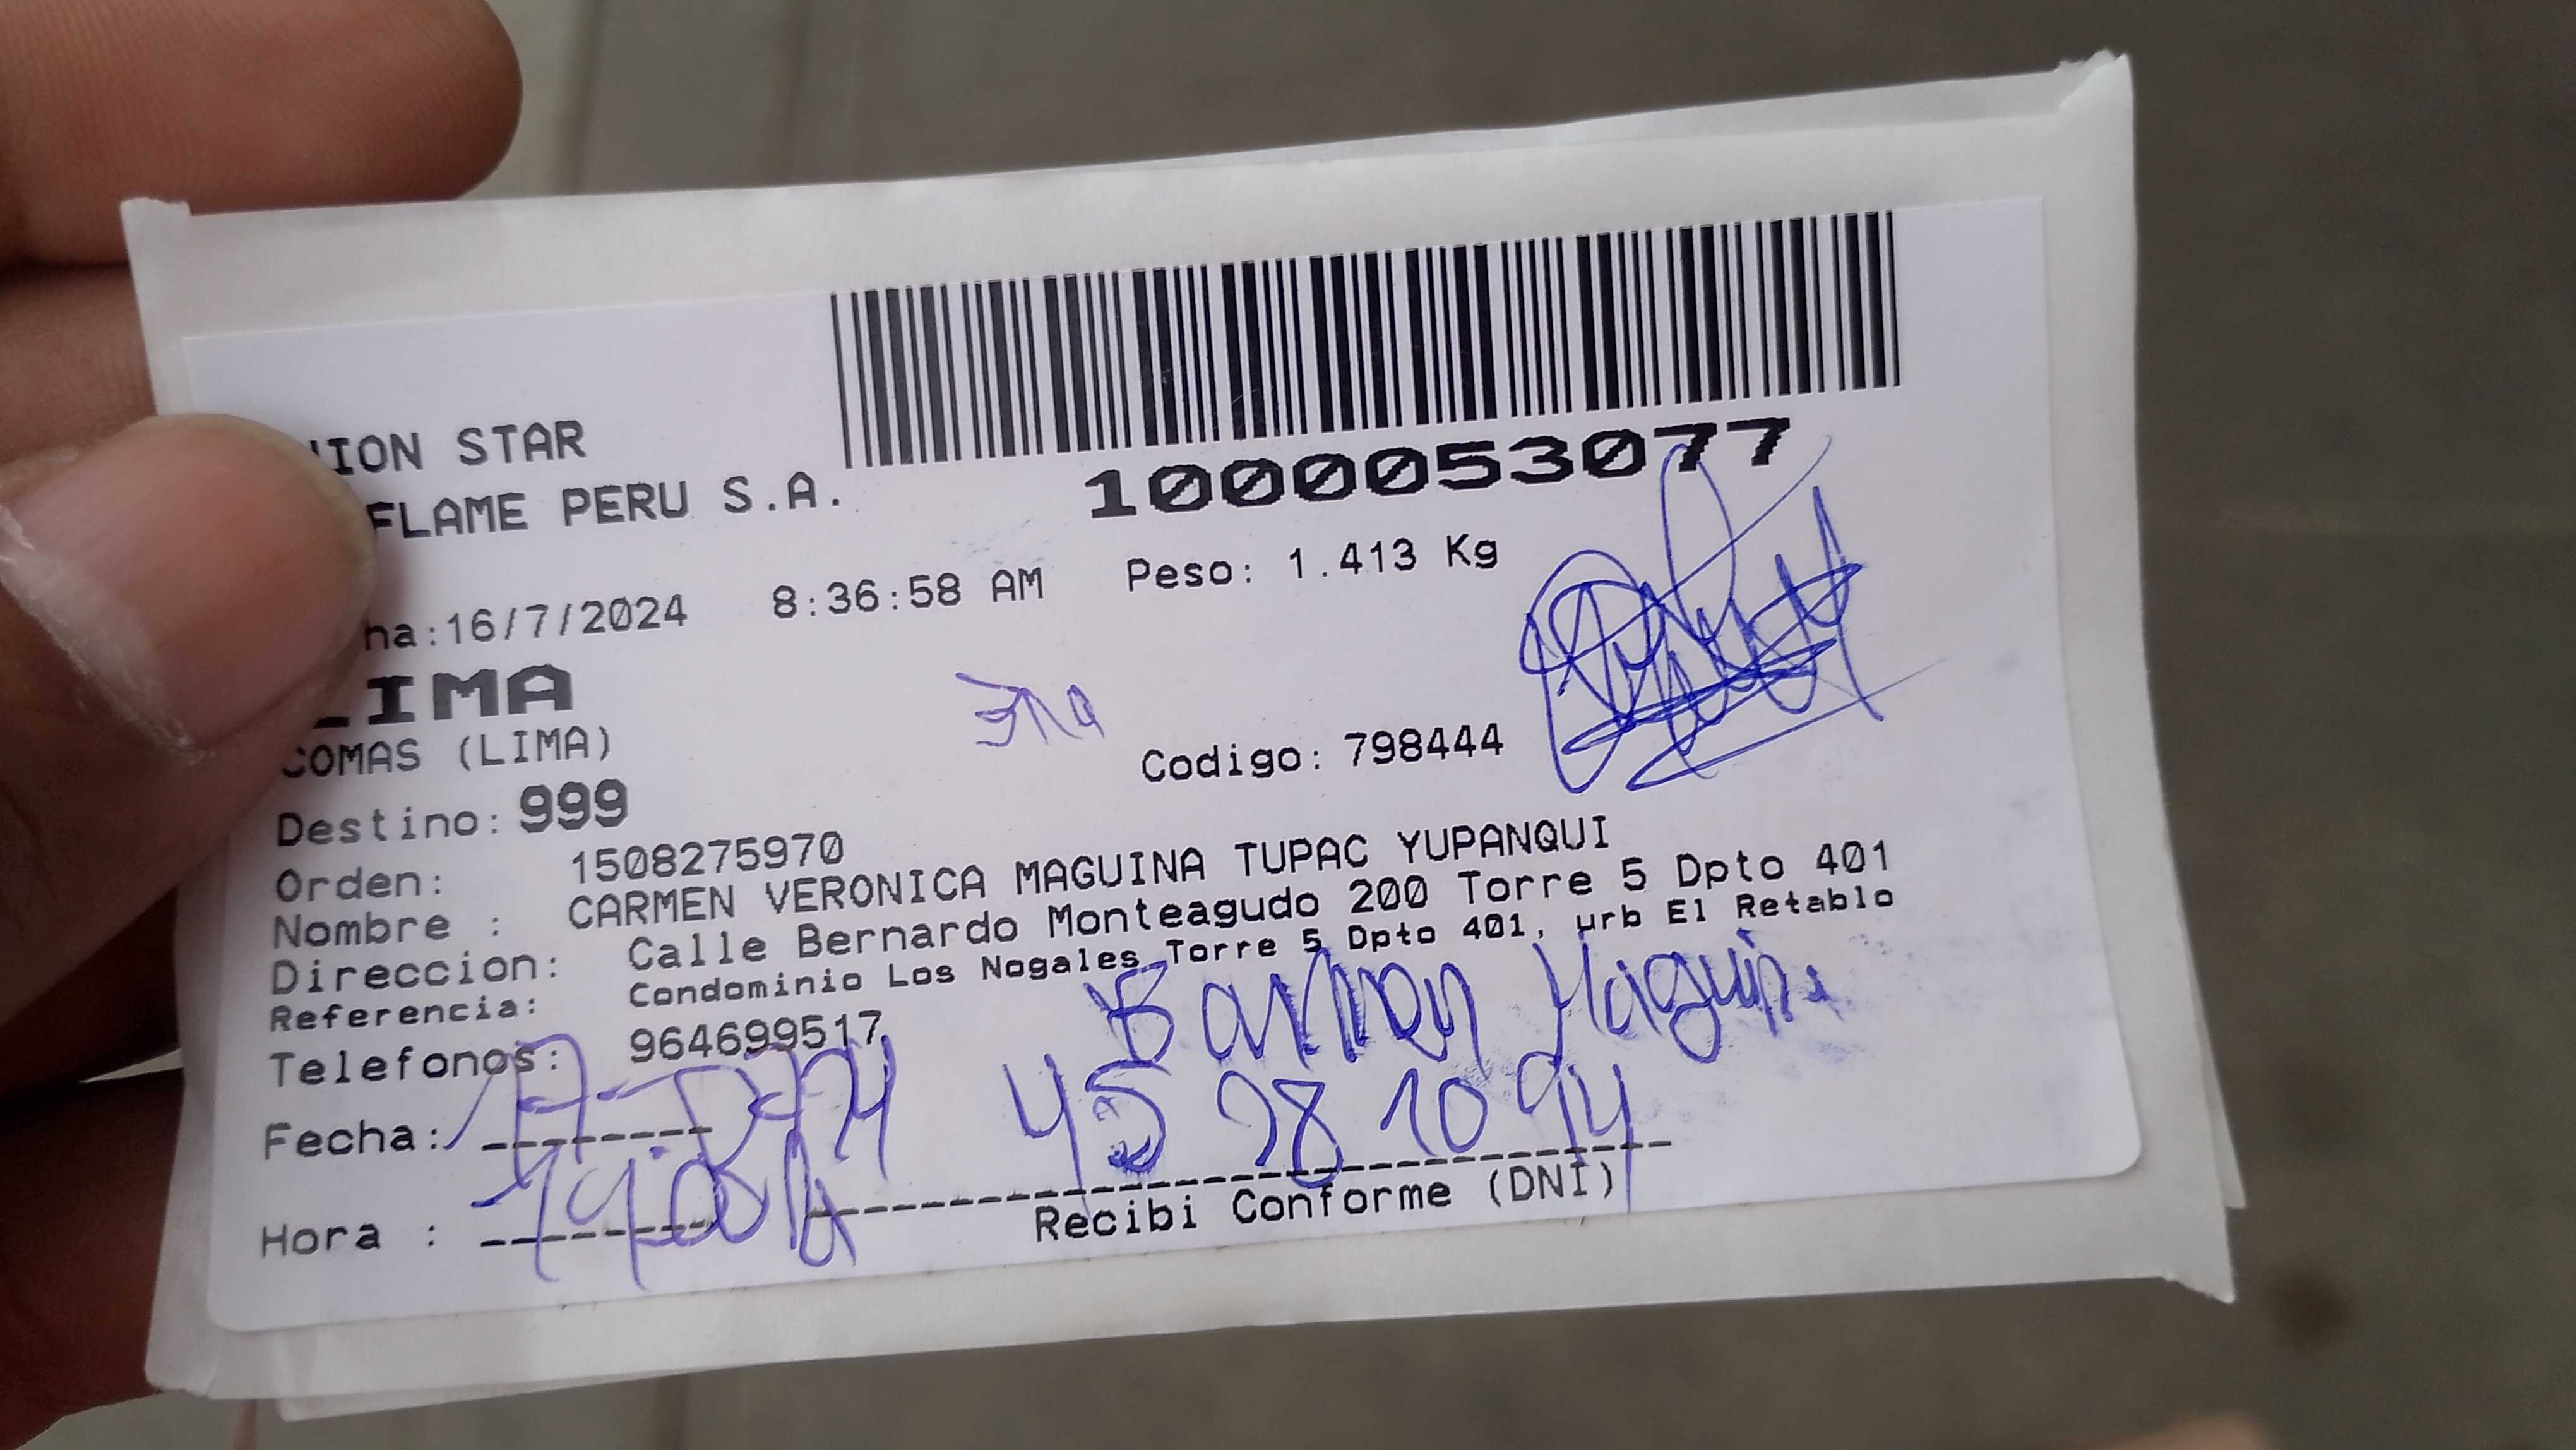 NION STAR
FLAME PERU S.A.
1000053077
ha:16/7/2024 8:36:58 AM Peso: 1.413 Kg
LIMA
COMAS (LIMA)
Codigo: 798444
Destino: 999
Orden: 1508275970
Nombre : CARMEN VERONICA MAGUINA TUPAC YUPANQUI
Direccion: Calle Bernardo Monteagudo 200 Torre 5 Dpto 401
Referencia: Condominio Los Nogales Torre 5 Dpto 401, urb El Retablo
Telefonos: 964699517
Fecha:
Hora :
Recibi Conforme (DNI)